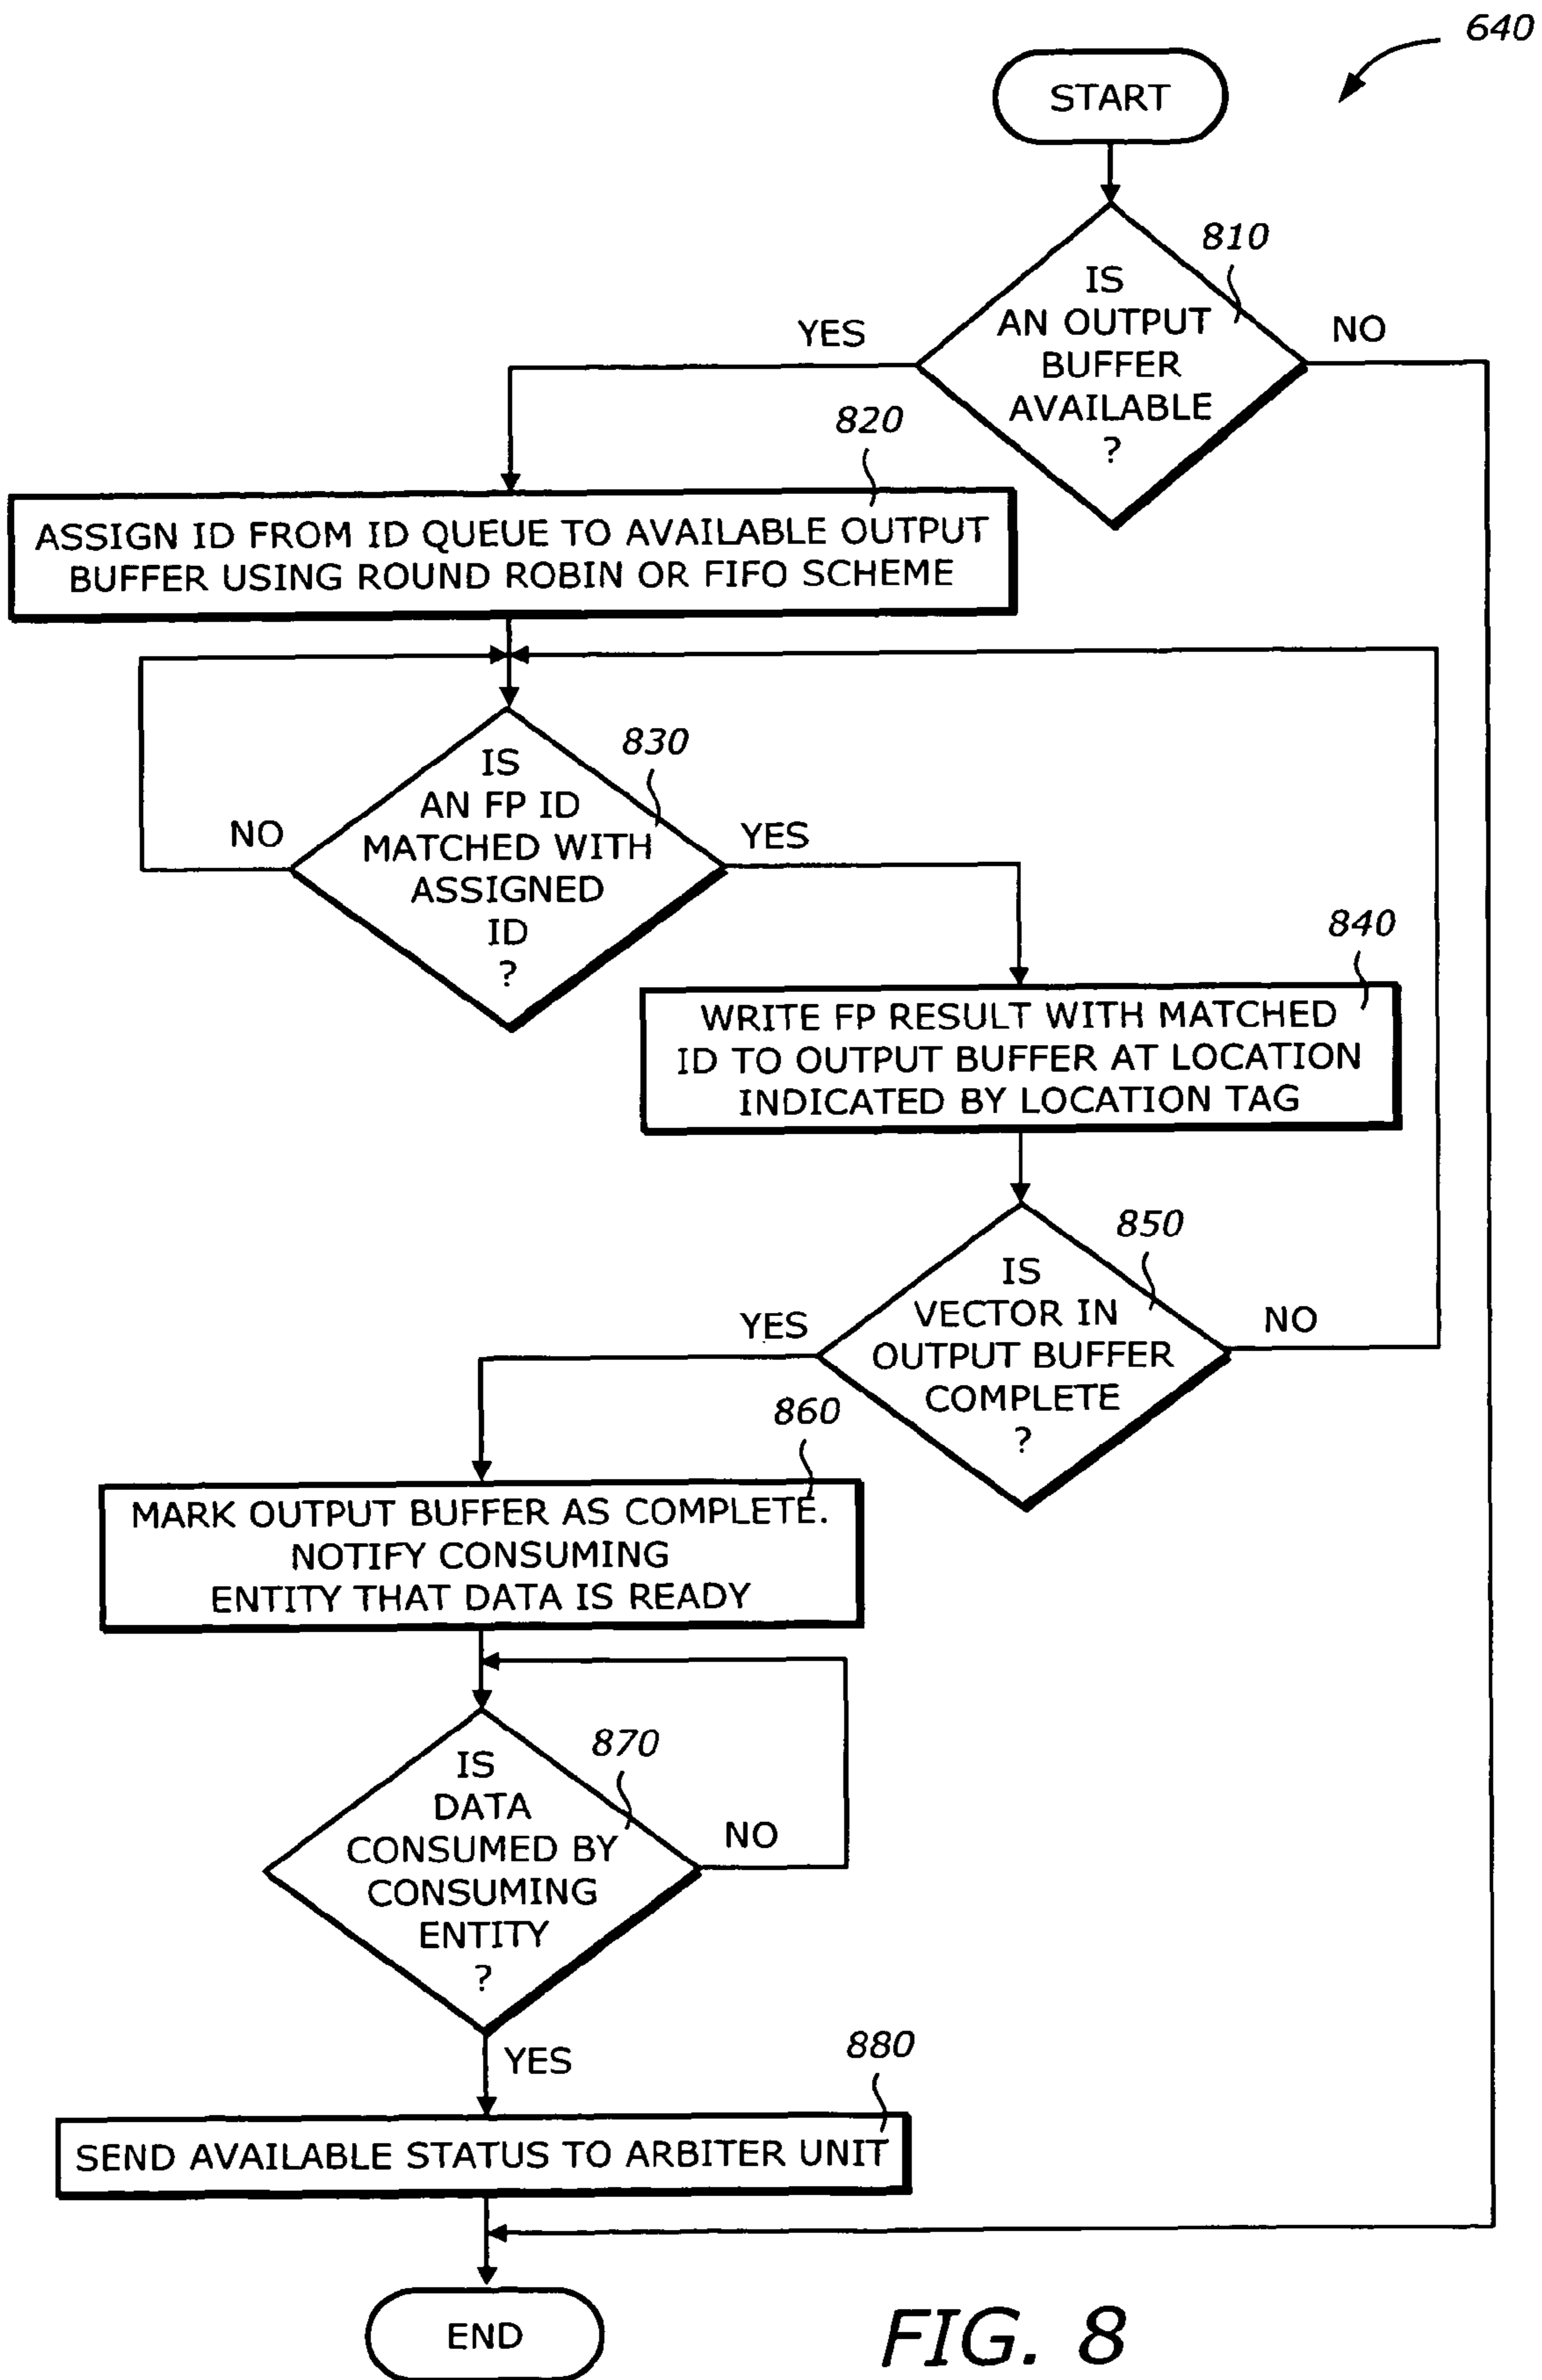 640
START
810
IS
AN OUTPUT
BUFFER
AVAILABLE
?
YES
NO
820
ASSIGN ID FROM ID QUEUE TO AVAILABLE OUTPUT
BUFFER USING ROUND ROBIN OR FIFO SCHEME
830
IS
AN FP ID
MATCHED WITH
ASSIGNED
ID
?
NO
YES
840
WRITE FP RESULT WITH MATCHED
ID TO OUTPUT BUFFER AT LOCATION
INDICATED BY LOCATION TAG
850
IS
VECTOR IN
OUTPUT BUFFER
COMPLETE
?
YES
NO
860
MARK OUTPUT BUFFER AS COMPLETE.
NOTIFY CONSUMING
ENTITY THAT DATA IS READY
870
IS
DATA
CONSUMED BY
CONSUMING
ENTITY
?
NO
YES
880
SEND AVAILABLE STATUS TO ARBITER UNIT
END
FIG. 8